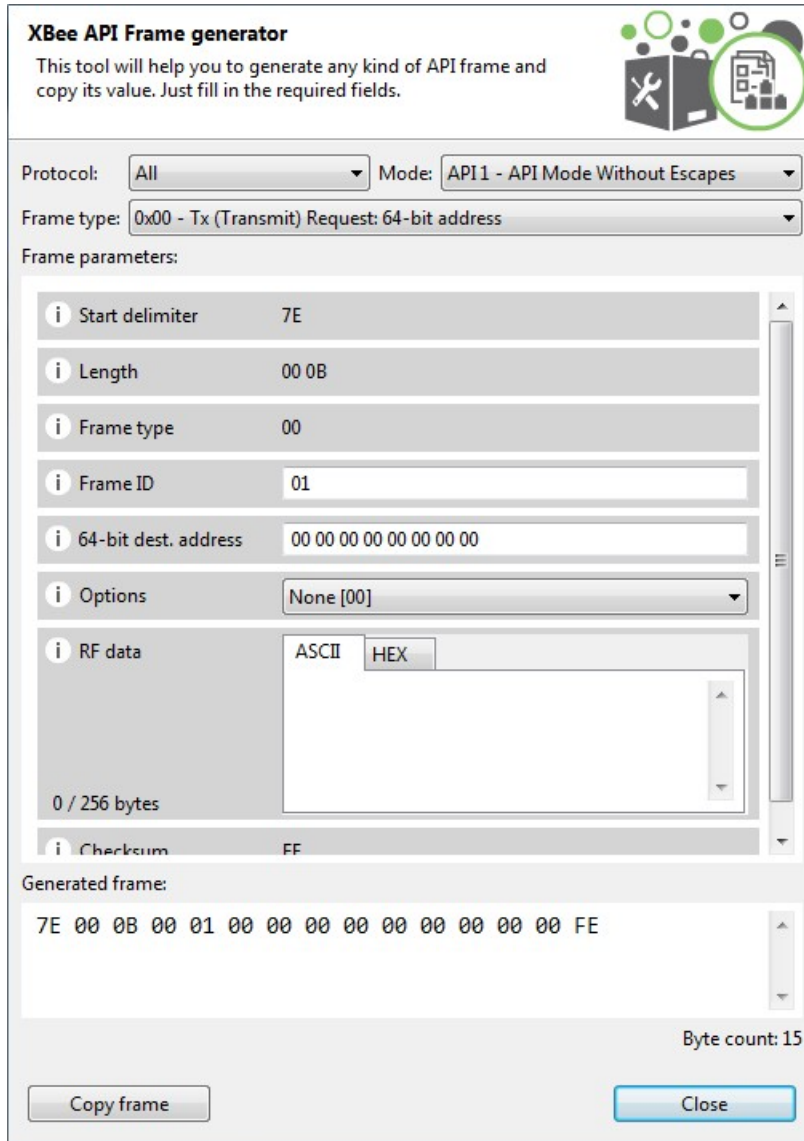 XBee API Frame generator
This tool will help you to generate any kind of API frame and
copy its value. Just fill in the required fields.
Protocol: All Mode: API 1 - API Mode Without Escapes
Frame type: 0x00 - Tx (Transmit) Request: 64-bit address
Frame parameters:
i Start delimiter 7E
i Length 00 0B
i Frame type 00
i Frame ID 01
i 64-bit dest. address 00 00 00 00 00 00 00 00
i Options None [00]
i RF data ASCII HEX
0 / 256 bytes
i Checksum FE
Generated frame:
7E 00 0B 00 01 00 00 00 00 00 00 00 00 00 FE
Byte count: 15
Copy frame Close